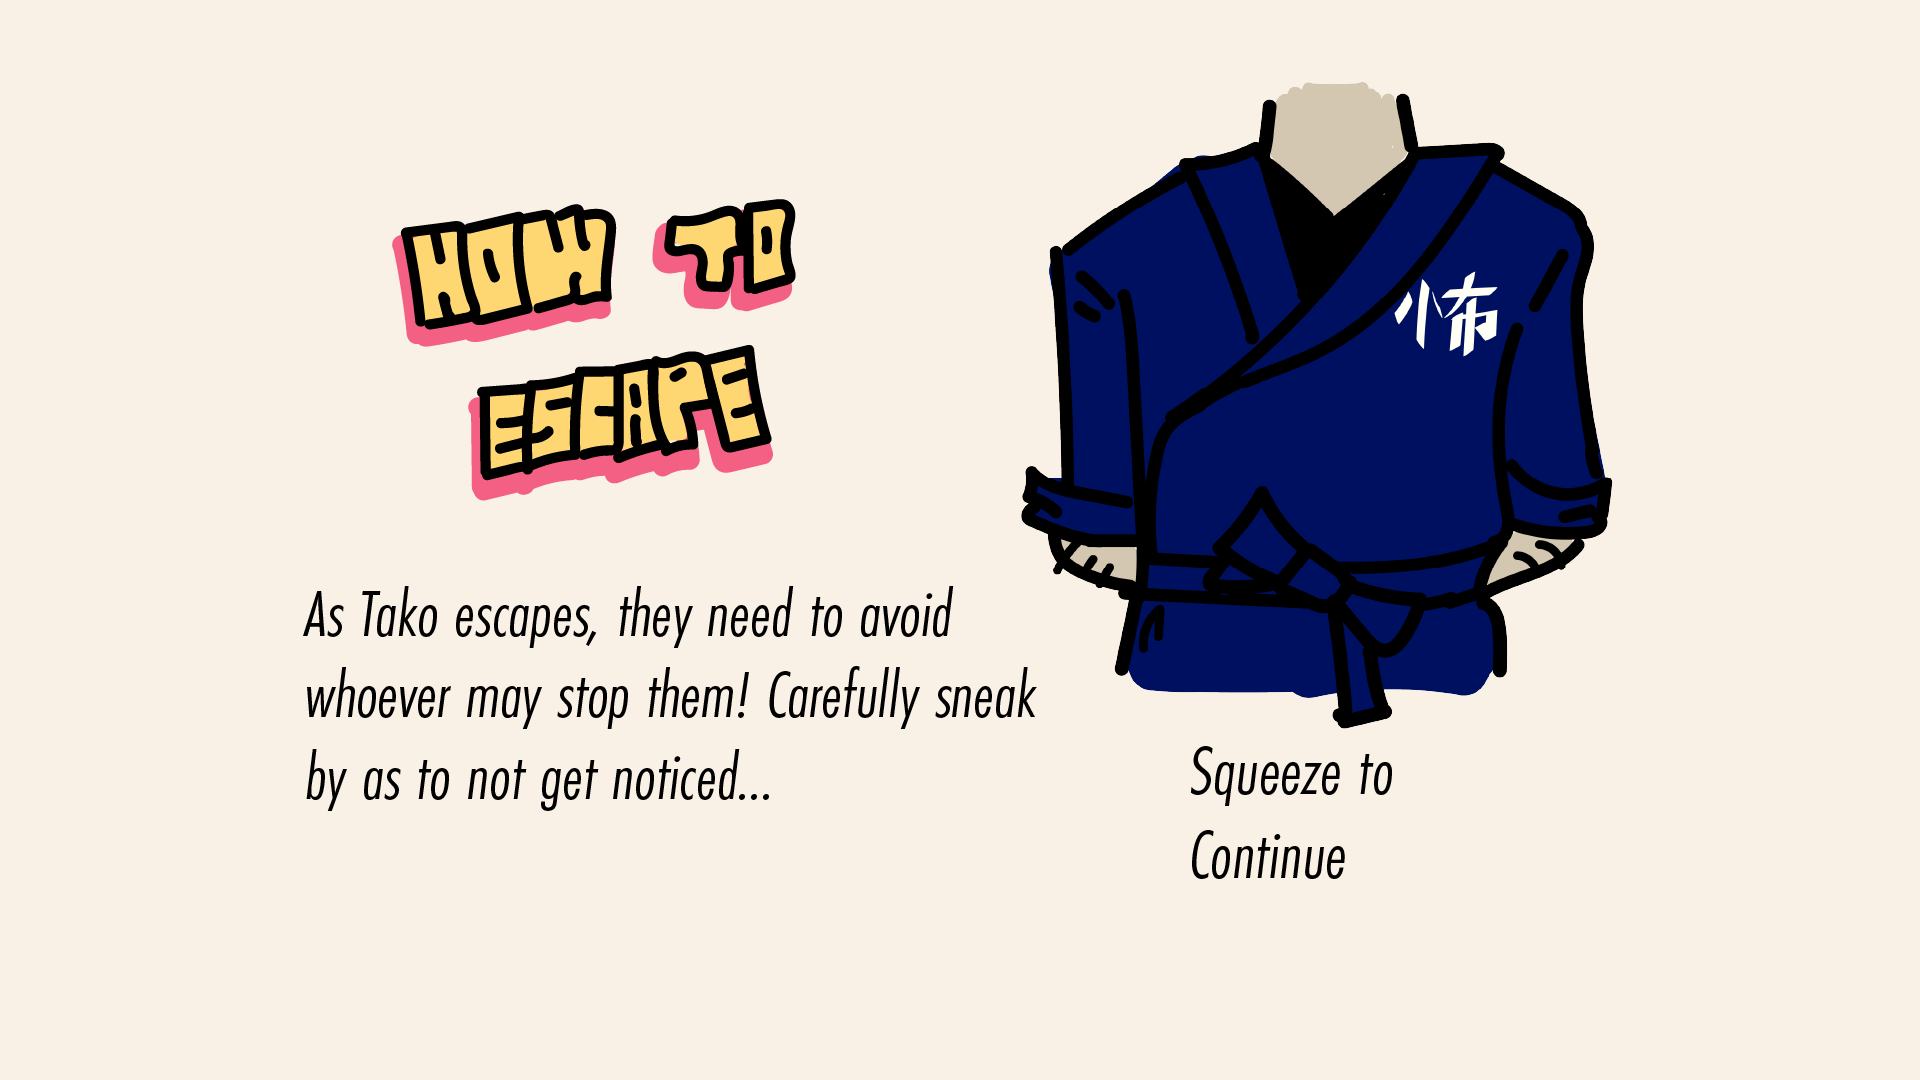 HOW TO
ESCAPE
As Tako escapes, they need to avoid
whoever may stop them! Carefully sneak
by as to not get noticed...
怖
Squeeze to
Continue